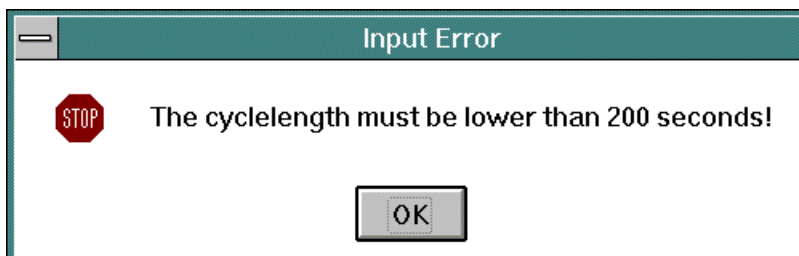 Input Error
STOP
The cyclelength must be lower than 200 seconds!
OK